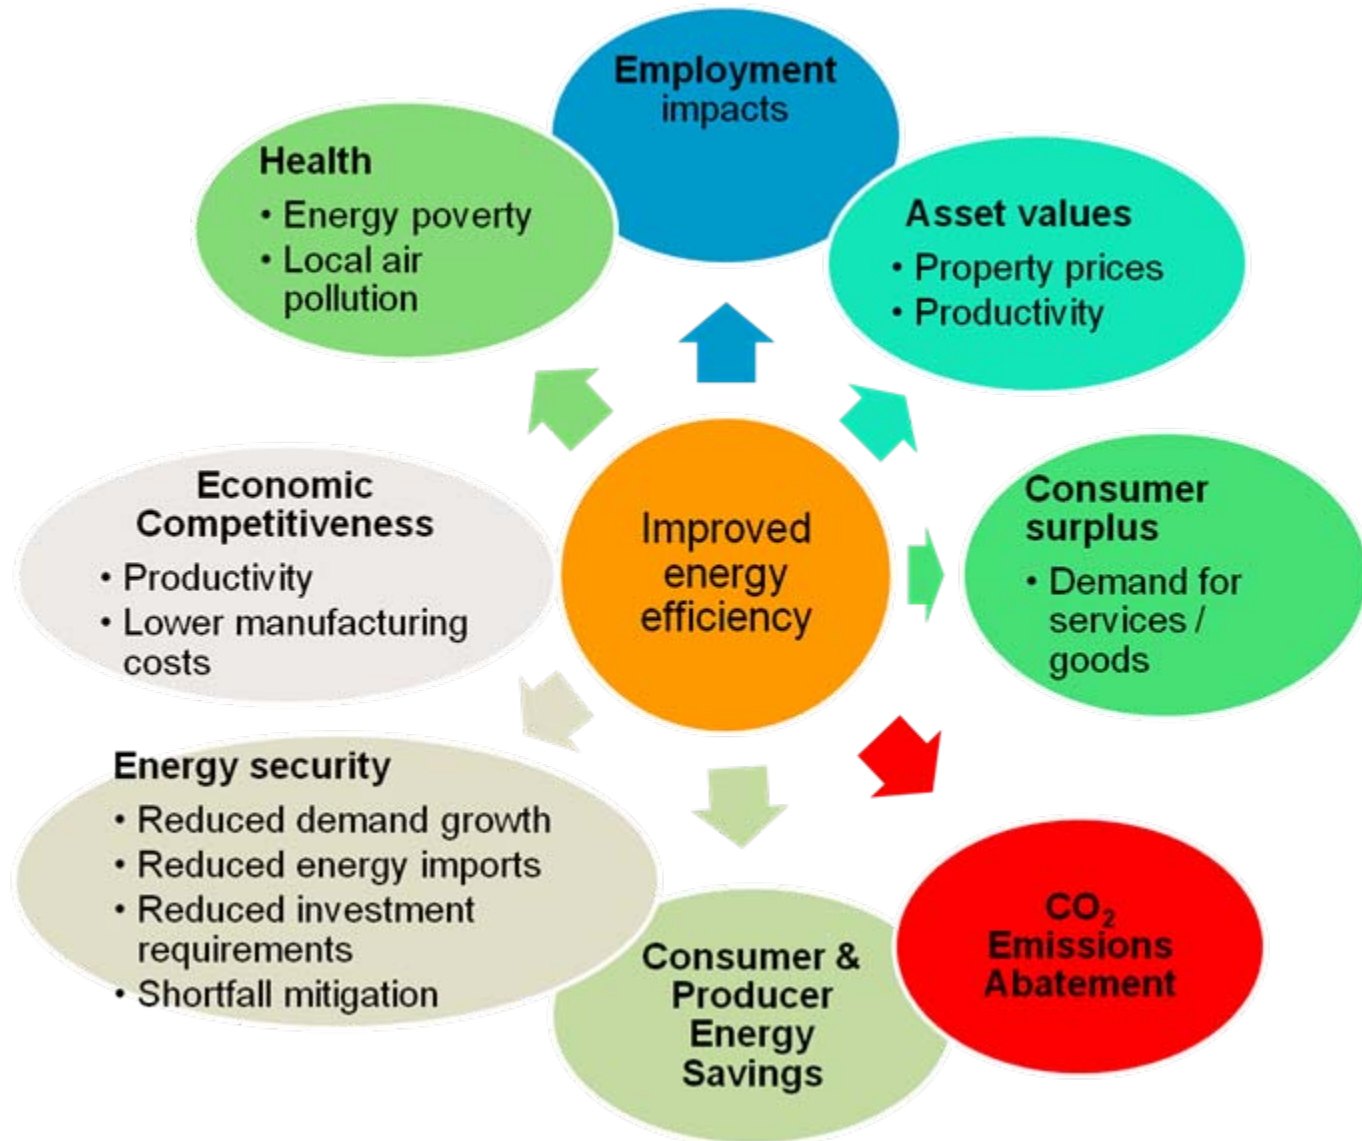 Employment
impacts
Health
• Energy poverty
• Local air
pollution
Asset values
• Property prices
• Productivity
Economic
Competitiveness
• Productivity
• Lower manufacturing
costs
Improved
energy
efficiency
Consumer
surplus
• Demand for
services /
goods
Energy security
• Reduced demand growth
• Reduced energy imports
• Reduced investment
requirements
• Shortfall mitigation
Consumer &
Producer
Energy
Savings
CO₂
Emissions
Abatement